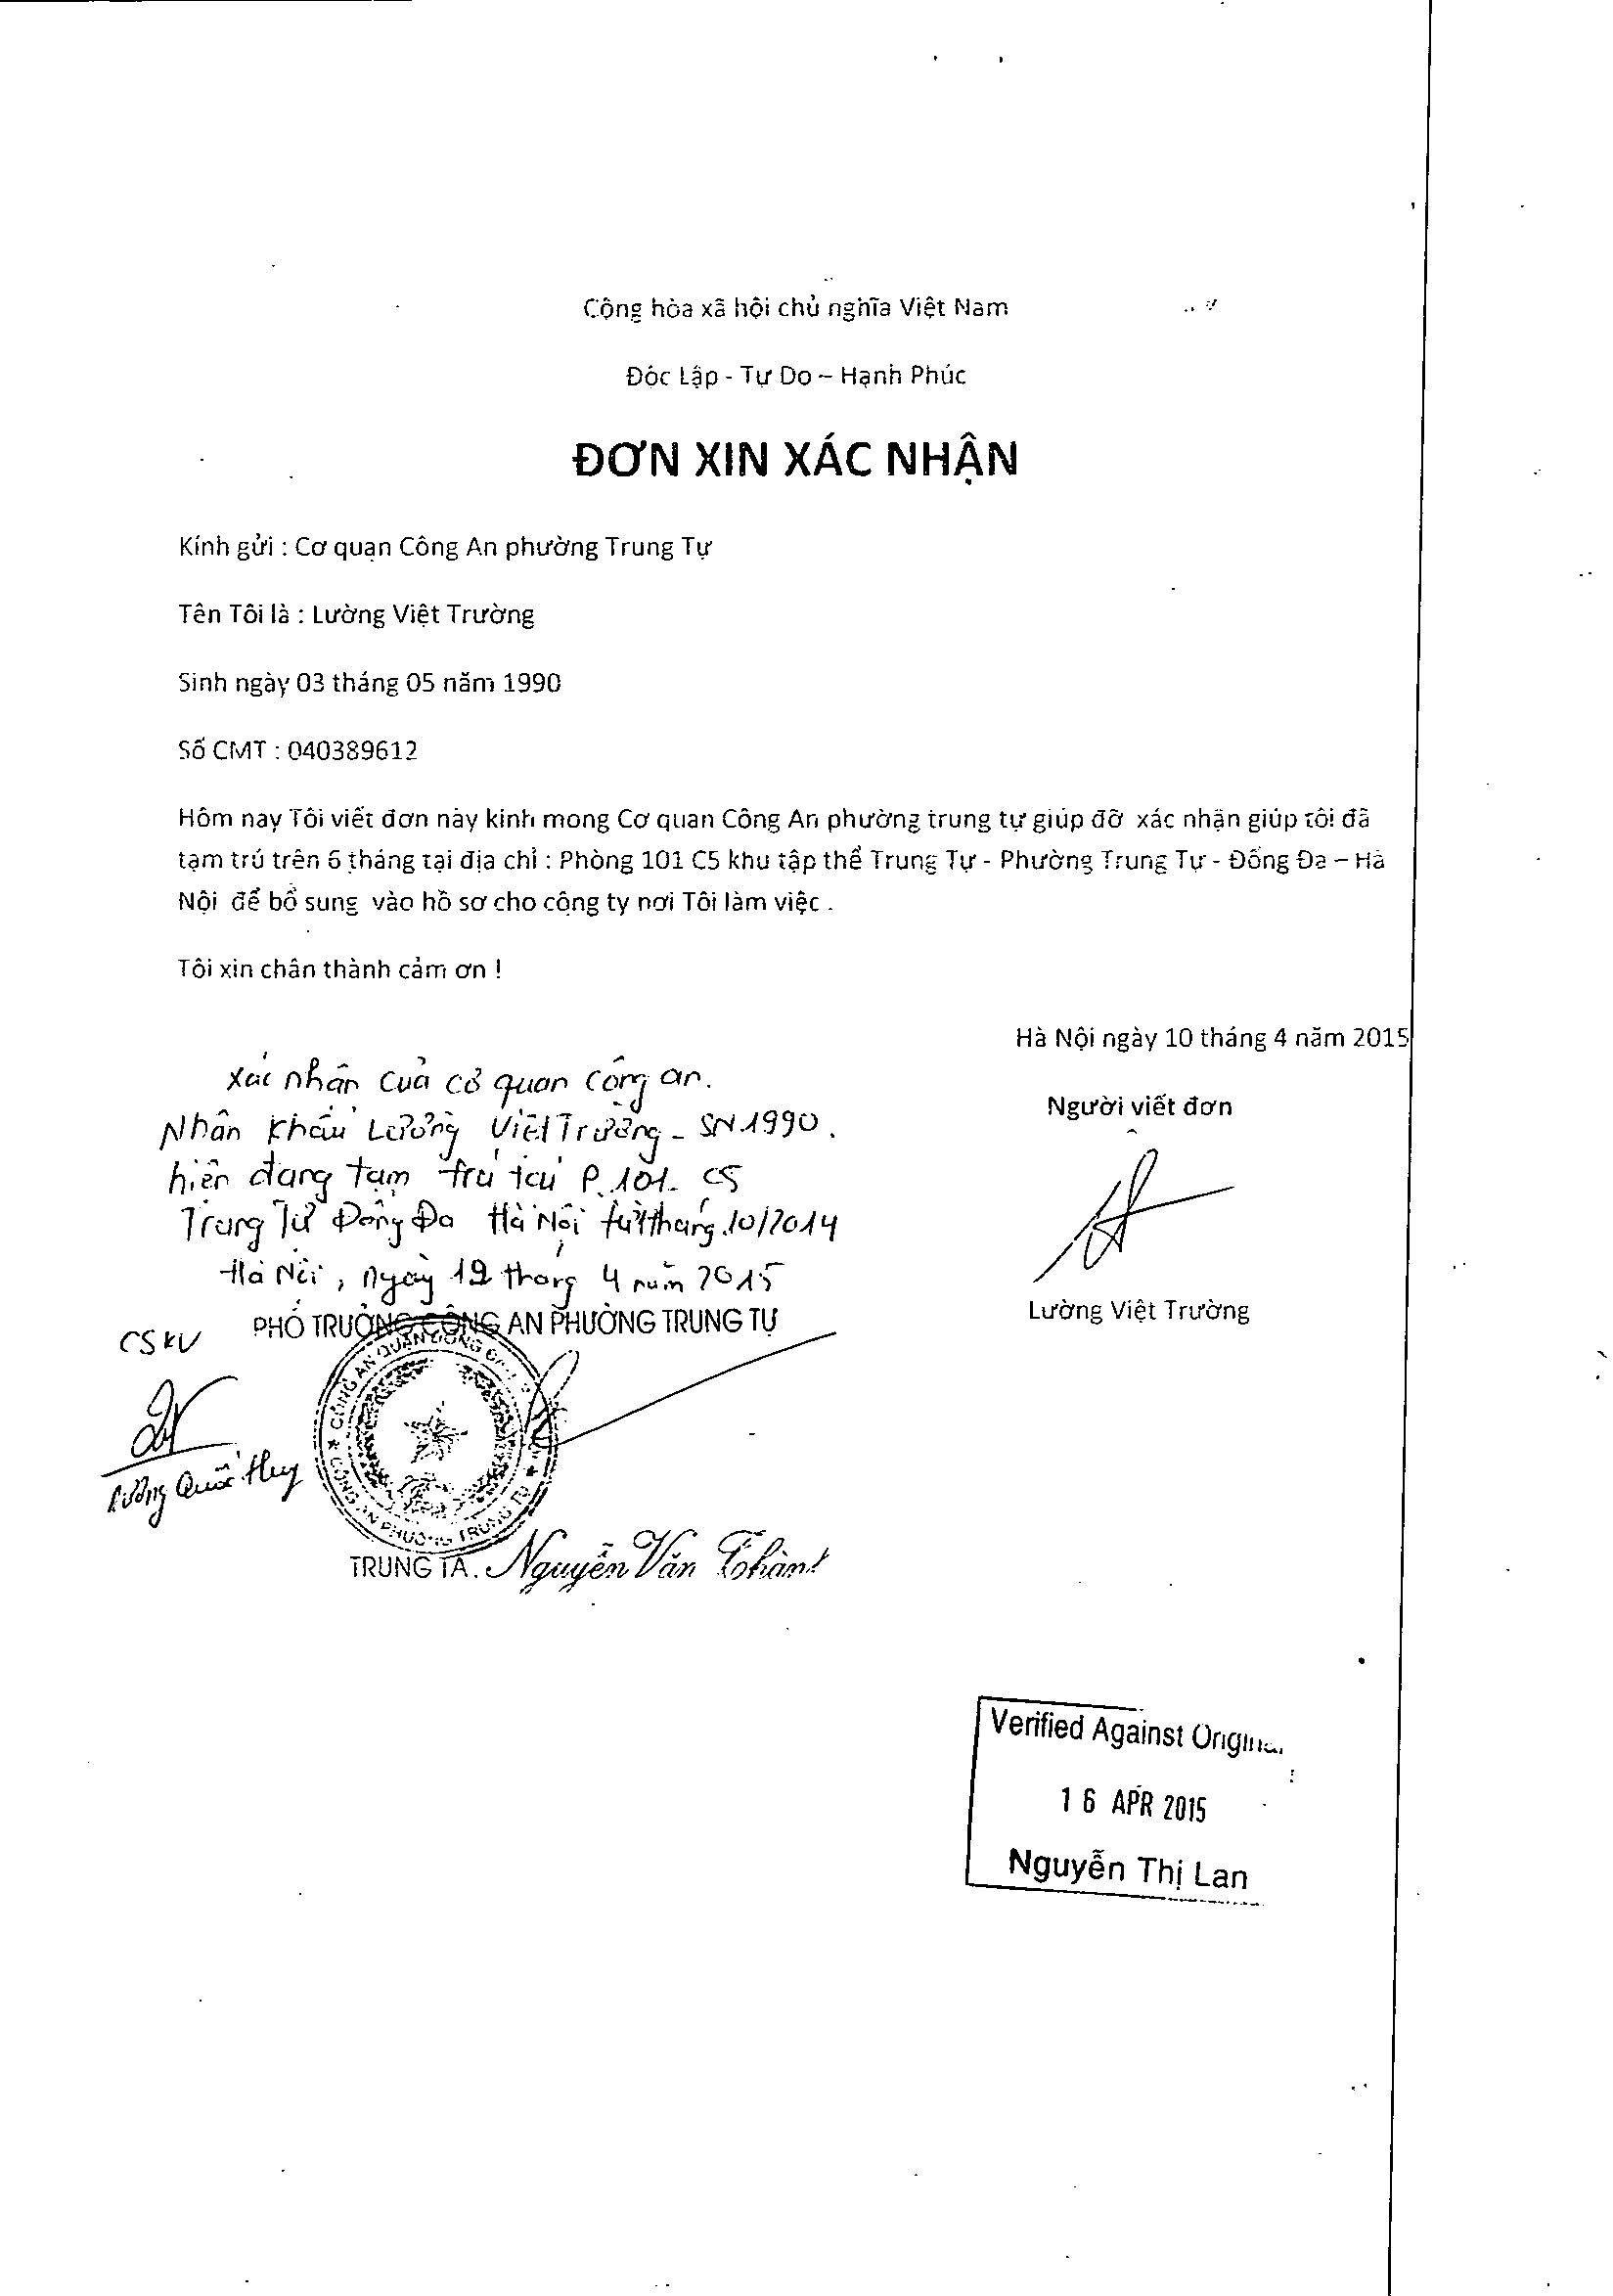 Cộng hòa xã hội chủ nghĩa Việt Nam
Độc Lập - Tự Do – Hạnh Phúc
ĐƠN XIN XÁC NHẬN
Kính gửi : Cơ quan Công An phường Trung Tự
Tên Tôi là : Lường Việt Trường
Sinh ngày 03 tháng 05 năm 1990
Số CMT : 040389612
Hôm nay Tôi viết đơn này kính mong Cơ quan Công An phường trung tự giúp đỡ xác nhận giúp tôi đã
tạm trú trên 6 tháng tại địa chỉ : Phòng 101 C5 khu tập thể Trung Tự - Phường Trung Tự - Đống Đa – Hà
Nội để bổ sung vào hồ sơ cho công ty nơi Tôi làm việc .
Tôi xin chân thành cảm ơn !
Hà Nội ngày 10 tháng 4 năm 2015
Người viết đơn
Lường Việt Trường
Xác nhận của cơ quan công an.
Nhân khẩu Lường Việt Trường - SN 1990.
hiện đang tạm trú tại P.101- C5
Trung Tự Đống Đa Hà Nội từ tháng 10/2014
Hà Nội, ngày 12 tháng 4 năm 2015
PHÓ TRƯỞNG CÔNG AN PHƯỜNG TRUNG TỰ
CSKV
Quốc Huy
CÔNG AN QUẬN ĐỐNG ĐA
CÔNG AN PHƯỜNG TRUNG TỰ
TRUNG TÁ. Nguyễn Văn Thành
Verified Against Original
16 APR 2015
Nguyễn Thị Lan